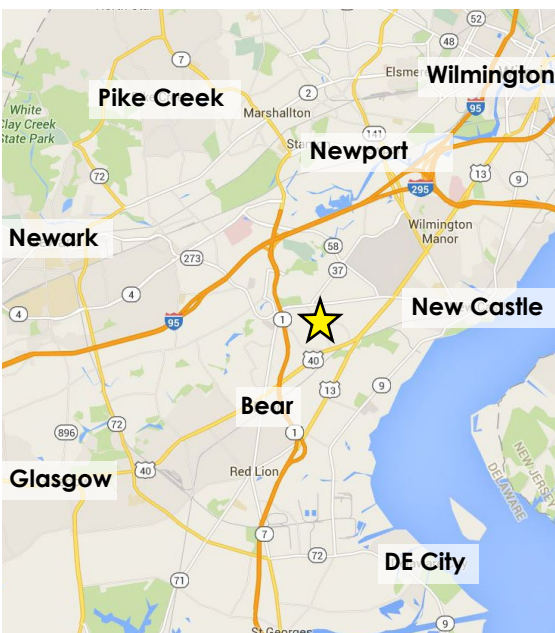 52
48
7
Elsmere
Wilmington
95
Pike Creek
2
Marshallton
White
Clay Creek
State Park
141
Newport
13
9
295
72
Wilmington
Manor
Newark
58
273
37
4
4
New Castle
95
1
40
13
9
Bear
1
896
72
Glasgow
40
Red Lion
NEW JERSEY
DELAWARE
7
72
DE City
71
St Georges
9